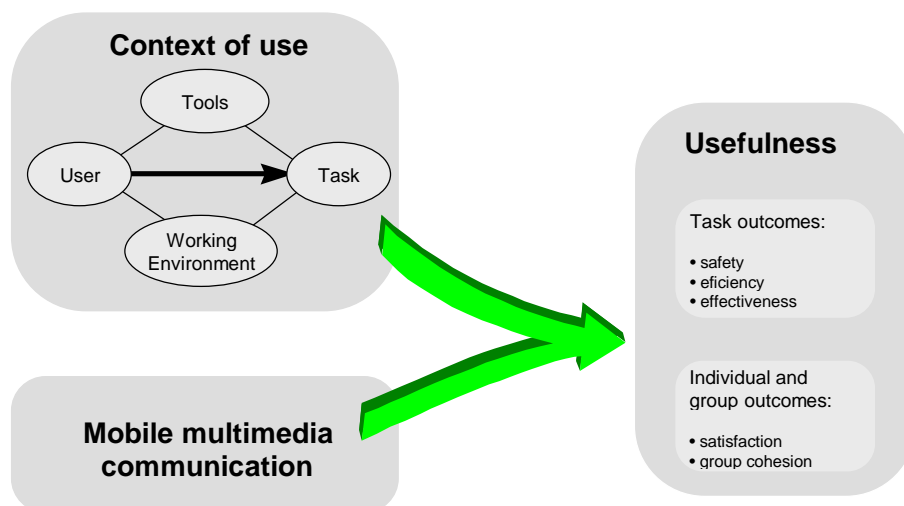 Context of use
Tools
User
Task
Working
Environment
Mobile multimedia
communication
Usefulness
Task outcomes:
• safety
• eficiency
• effectiveness
Individual and
group outcomes:
• satisfaction
• group cohesion